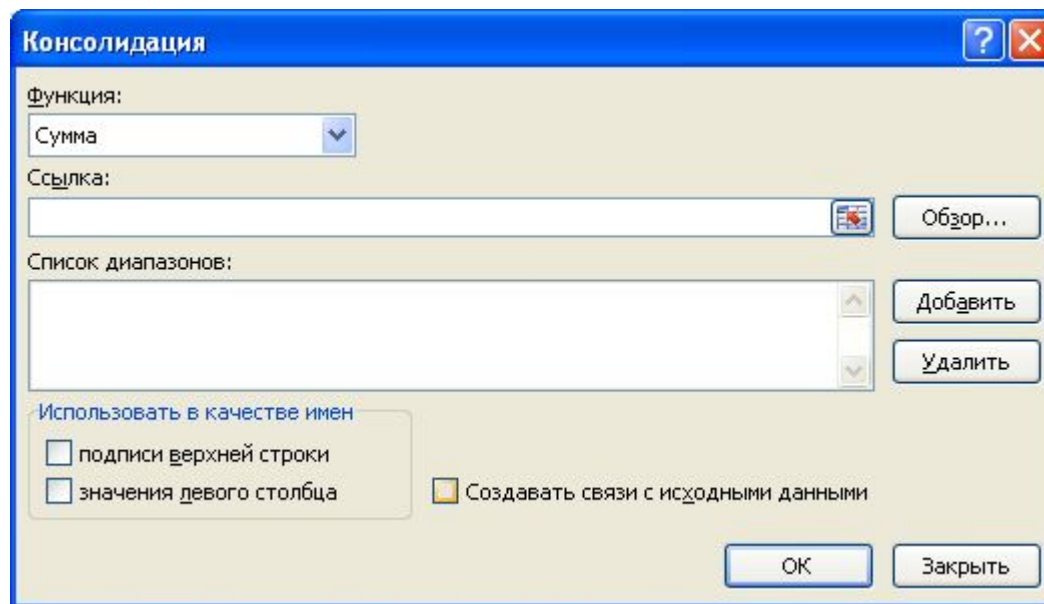 Консолидация
Функция:
Сумма
Ссылка:
Обзор...
Список диапазонов:
Добавить
Удалить
Использовать в качестве имен
подписи верхней строки
значения левого столбца
Создавать связи с исходными данными
ОК
Закрыть